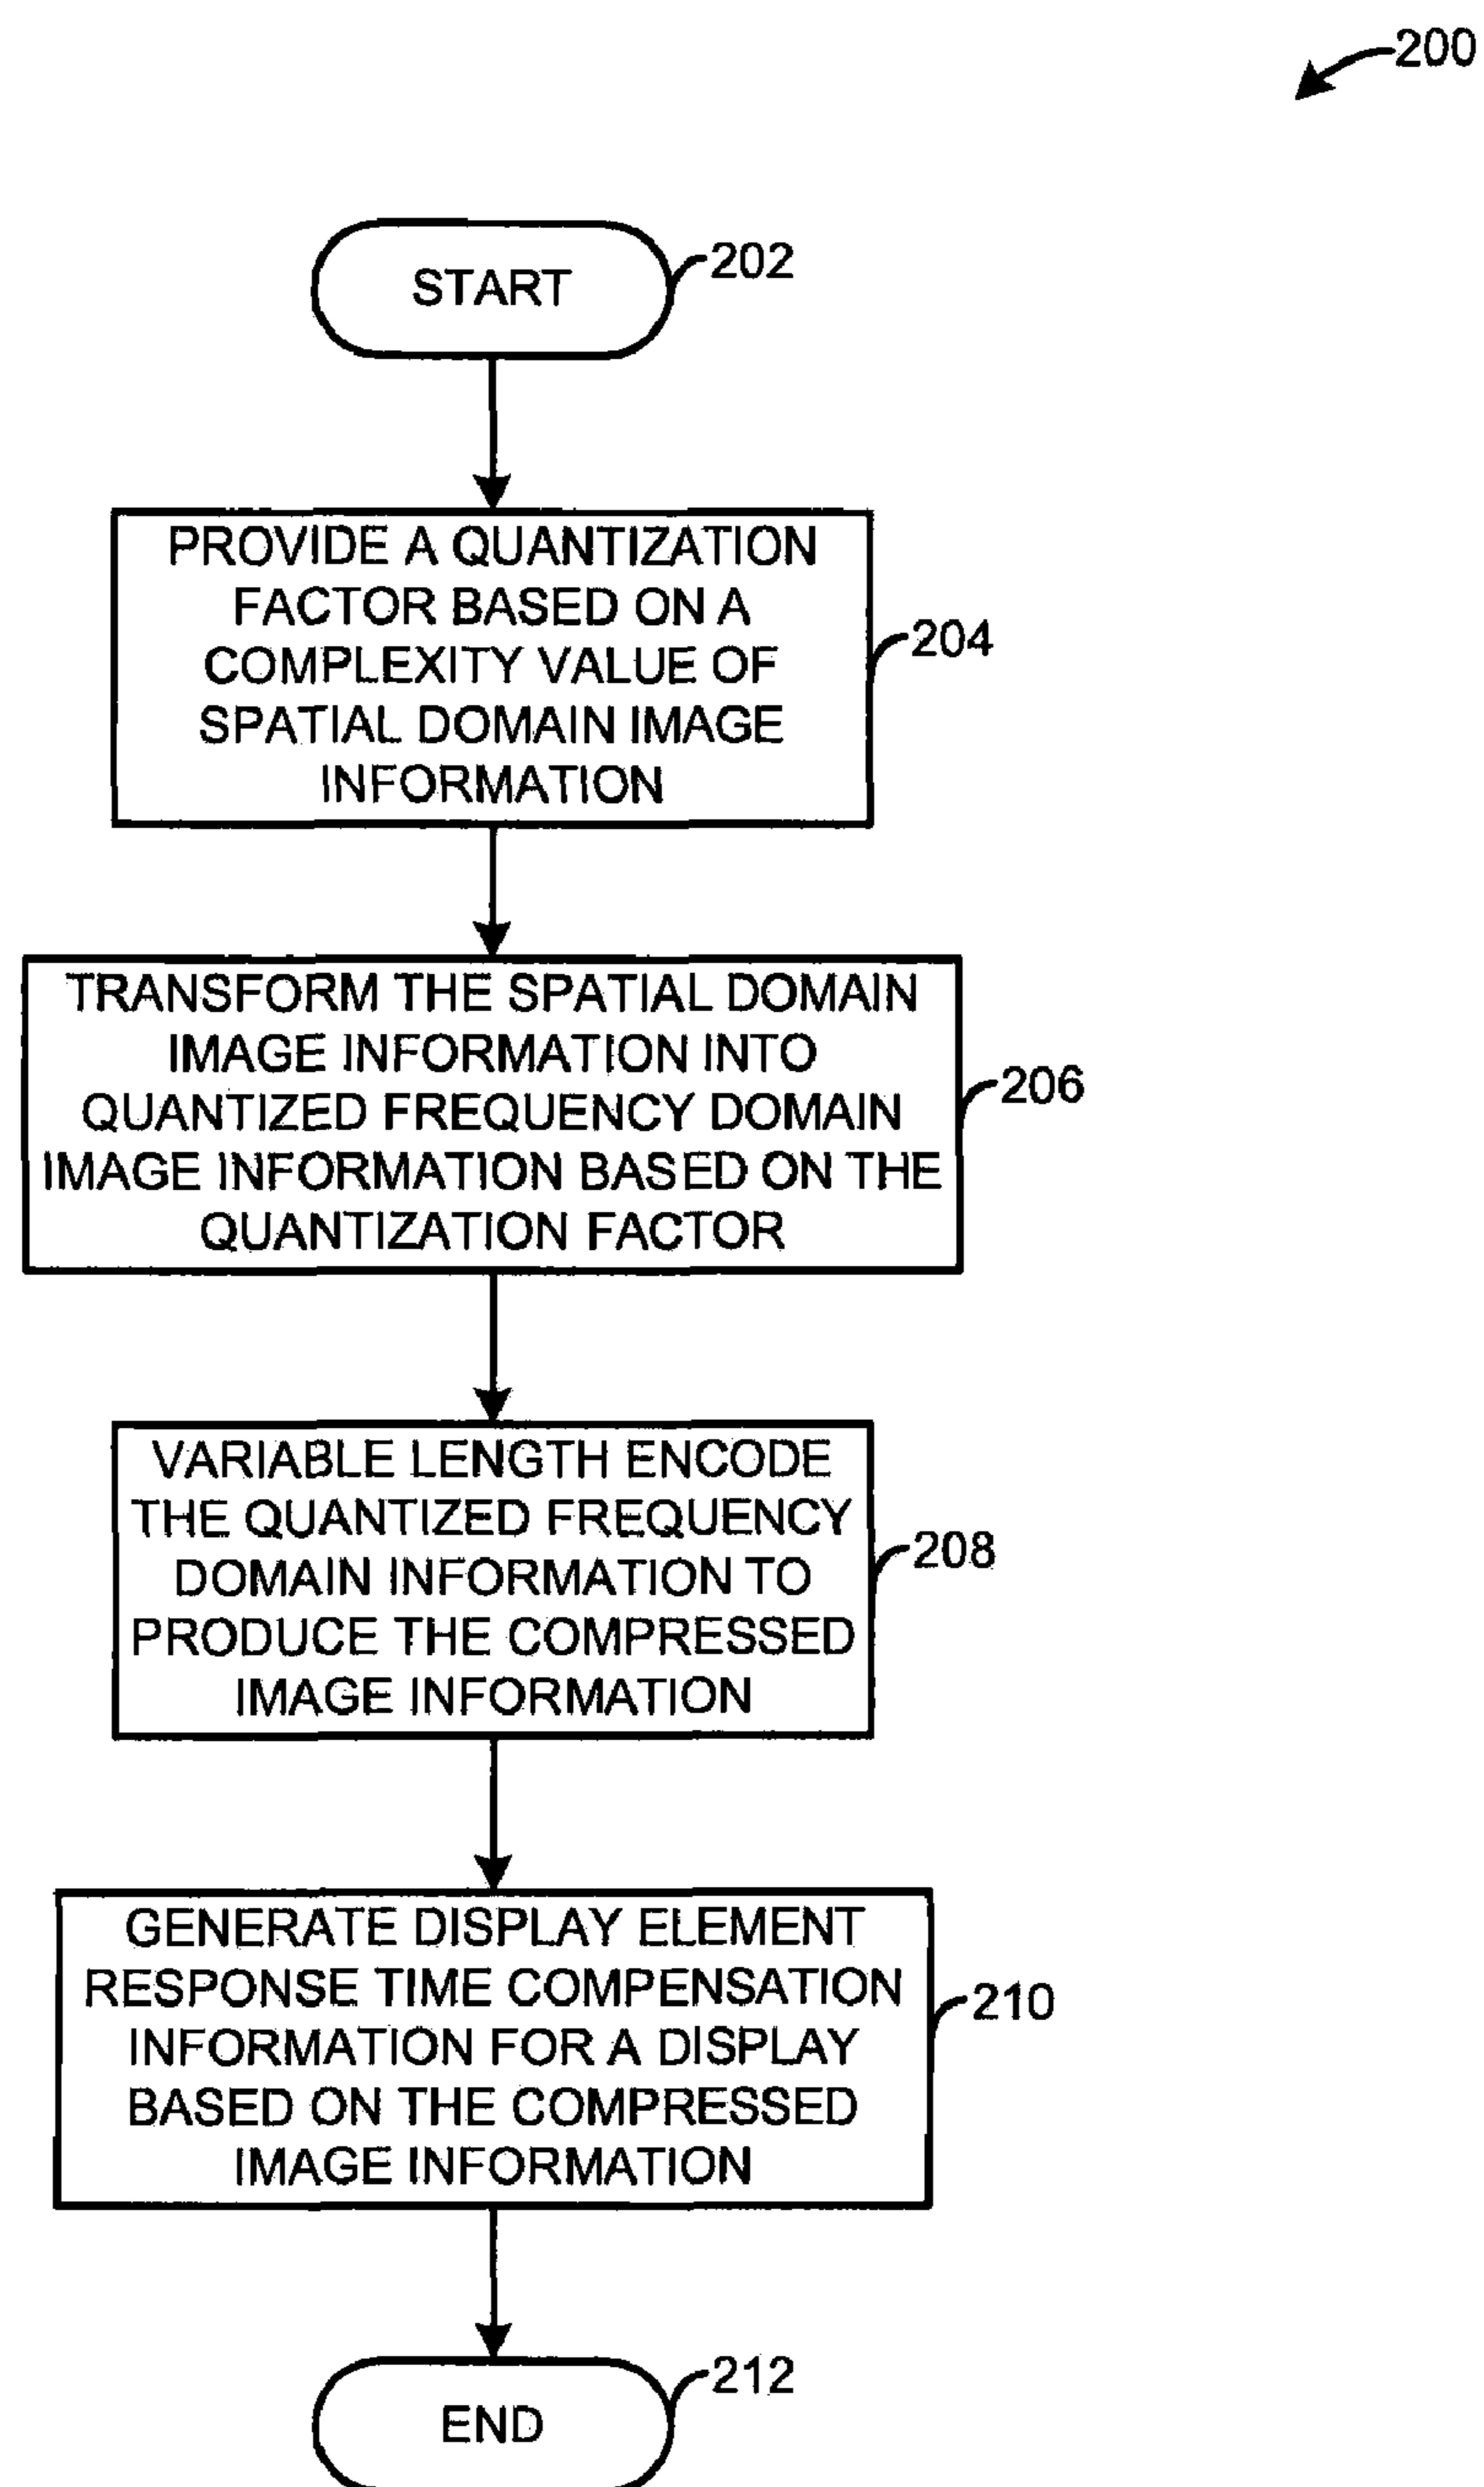 200
START
202
PROVIDE A QUANTIZATION
FACTOR BASED ON A
COMPLEXITY VALUE OF
SPATIAL DOMAIN IMAGE
INFORMATION
204
TRANSFORM THE SPATIAL DOMAIN
IMAGE INFORMATION INTO
QUANTIZED FREQUENCY DOMAIN
IMAGE INFORMATION BASED ON THE
QUANTIZATION FACTOR
206
VARIABLE LENGTH ENCODE
THE QUANTIZED FREQUENCY
DOMAIN INFORMATION TO
PRODUCE THE COMPRESSED
IMAGE INFORMATION
208
GENERATE DISPLAY ELEMENT
RESPONSE TIME COMPENSATION
INFORMATION FOR A DISPLAY
BASED ON THE COMPRESSED
IMAGE INFORMATION
210
END
212